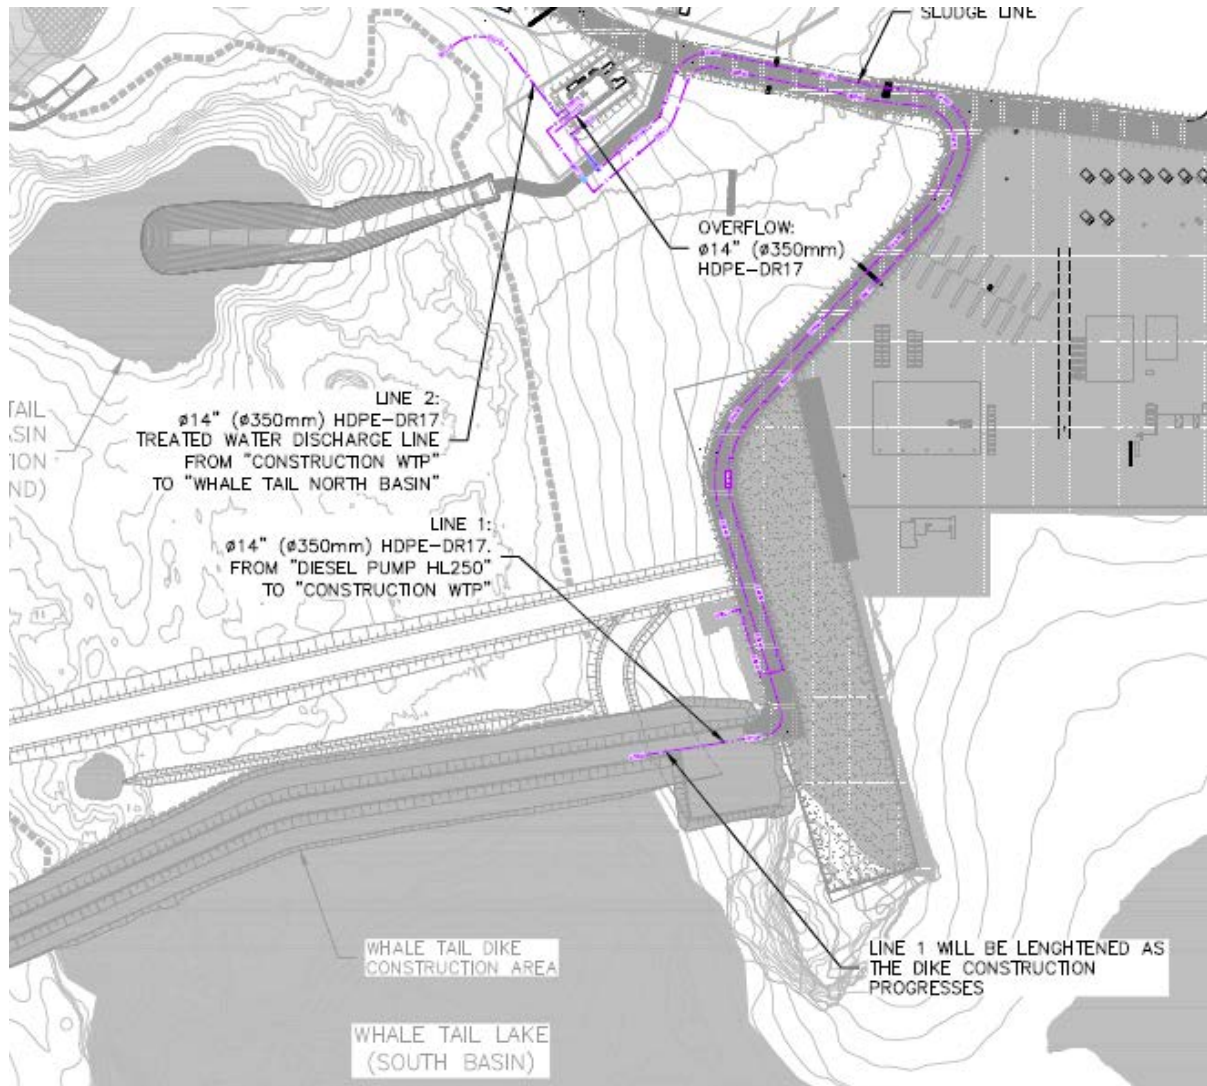 SLUDGE LINE
OVERFLOW:
ø14" (ø350mm)
HDPE-DR17
LINE 2:
ø14" (ø350mm) HDPE-DR17
TREATED WATER DISCHARGE LINE
FROM "CONSTRUCTION WTP"
TO "WHALE TAIL NORTH BASIN"
TAIL
ASIN
TION
ND)
LINE 1:
ø14" (ø350mm) HDPE-DR17.
FROM "DIESEL PUMP HL250"
TO "CONSTRUCTION WTP"
WHALE TAIL DIKE
CONSTRUCTION AREA
LINE 1 WILL BE LENGHTENED AS
THE DIKE CONSTRUCTION
PROGRESSES
WHALE TAIL LAKE
(SOUTH BASIN)